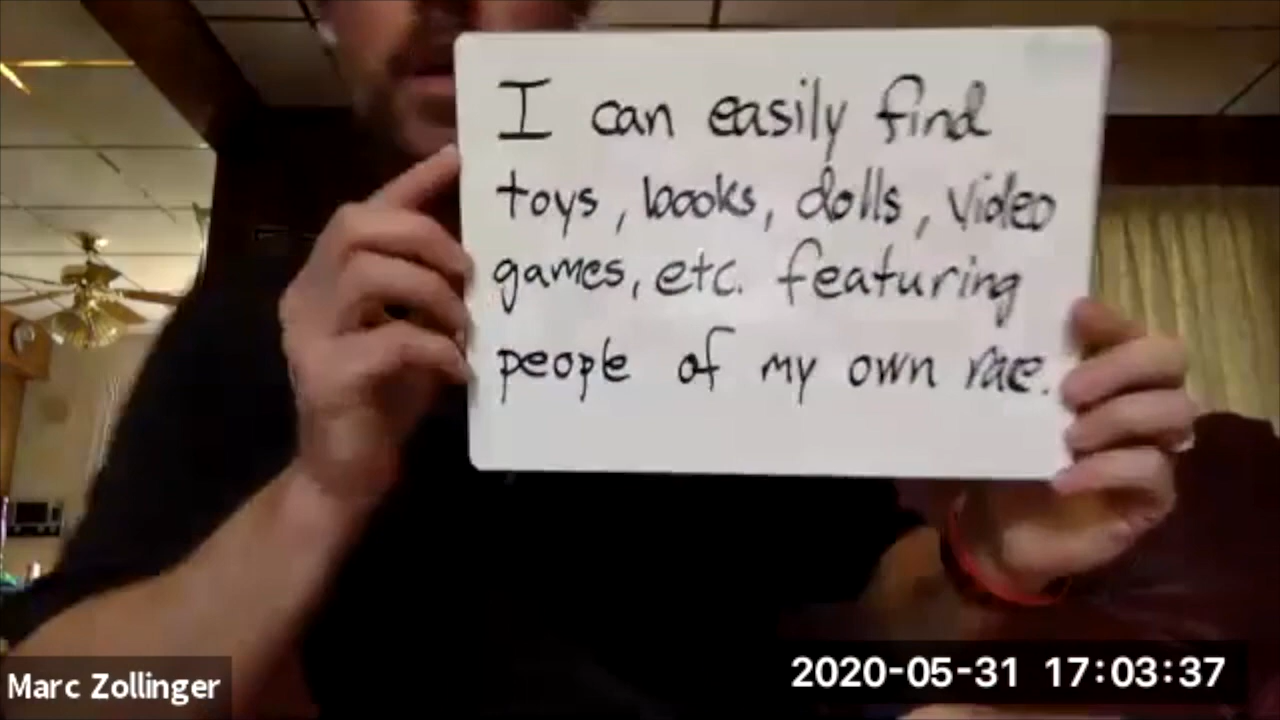 I can easily find
toys, books, dolls, video
games, etc. featuring
people of my own race.
Marc Zollinger
2020-05-31 17:03:37